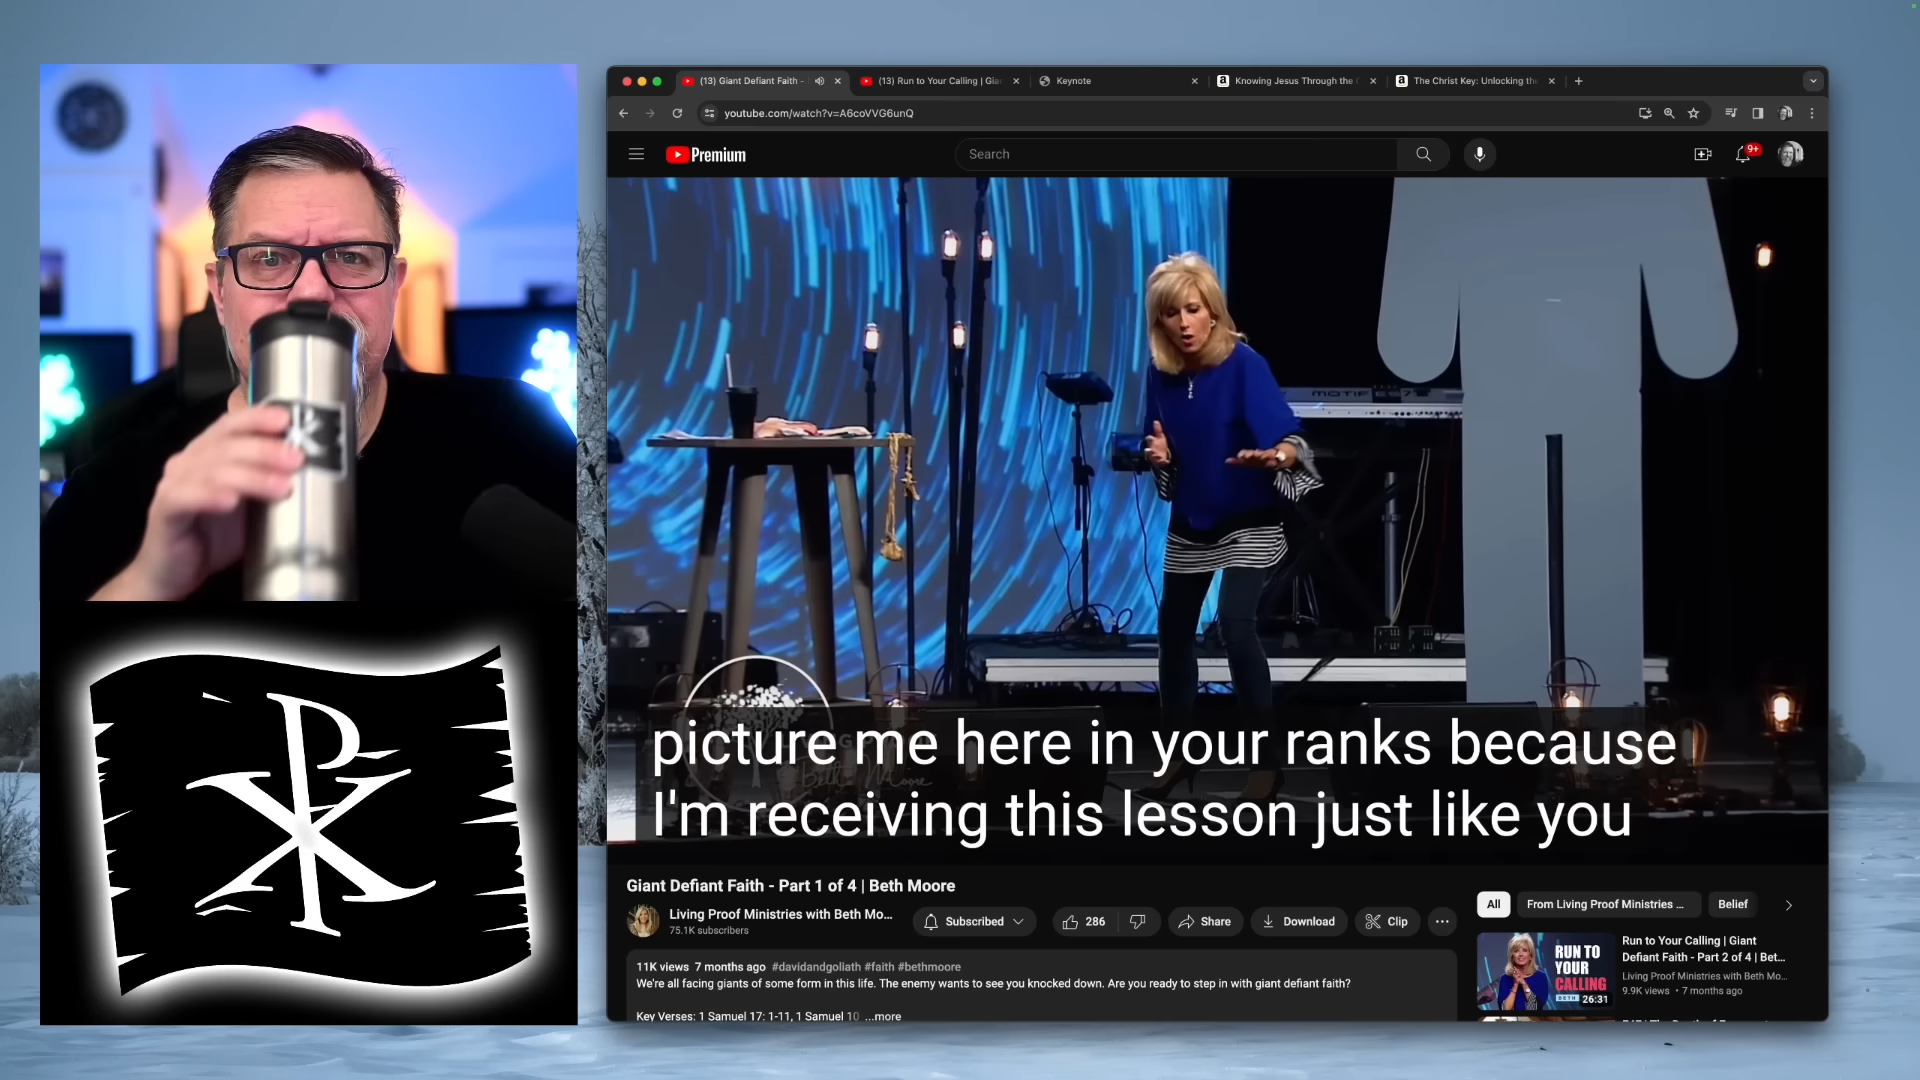 (13) Giant Defiant Faith -
(13) Run to Your Calling | Gia
Keynote
Knowing Jesus Through the
The Christ Key: Unlocking th
youtube.com/watch?v=A6coVVG6unQ
Premium
Search
9+
MOTIF
picture me here in your ranks because
I'm receiving this lesson just like you
Giant Defiant Faith - Part 1 of 4 | Beth Moore
Living Proof Ministries with Beth Mo...
75.1K subscribers
Subscribed
286
Share
Download
Clip
11K views 7 months ago #davidandgoliath #faith #bethmoore
We're all facing giants of some form in this life. The enemy wants to see you knocked down. Are you ready to step in with giant defiant faith?
Key Verses: 1 Samuel 17: 1-11, 1 Samuel 10 ...more
All
From Living Proof Ministries ...
Belief
RUN TO
YOUR
CALLING
BETH
26:31
Run to Your Calling | Giant
Defiant Faith - Part 2 of 4 | Bet...
Living Proof Ministries with Beth Mo...
9.9K views • 7 months ago